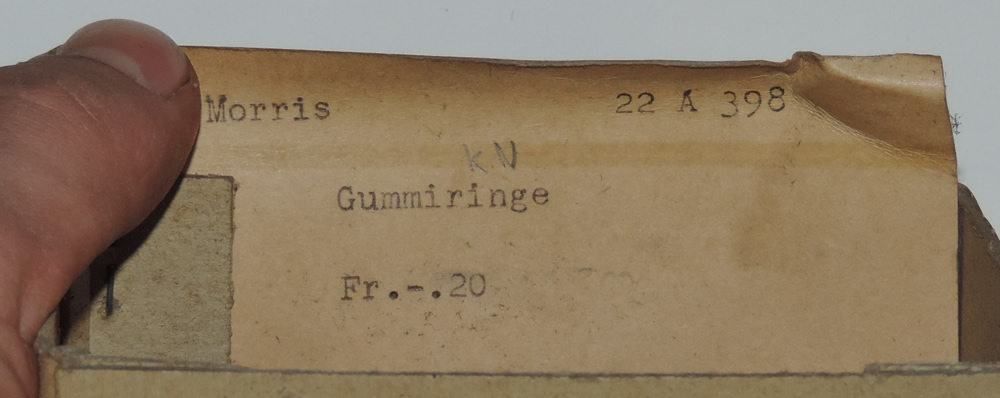 Morris 22 A 398
KN
Gummiringe
Fr.-.20